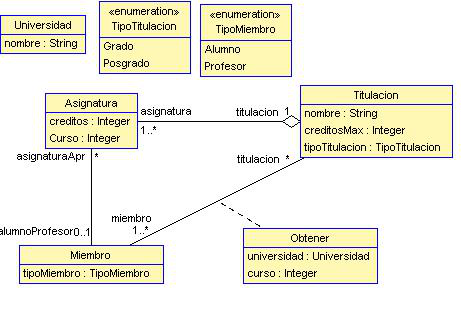 Universidad
nombre : String
«enumeration»
TipoTitulacion
Grado
Posgrado
«enumeration»
TipoMiembro
Alumno
Profesor
Asignatura
creditos : Integer
Curso : Integer
asignatura
1..*
titulacion
1
Titulacion
nombre : String
creditosMax : Integer
tipoTitulacion : TipoTitulacion
asignaturaApr
*
titulacion
*
alumnoProfesor
0..1
miembro
1..*
Miembro
tipoMiembro : TipoMiembro
Obtener
universidad : Universidad
curso : Integer